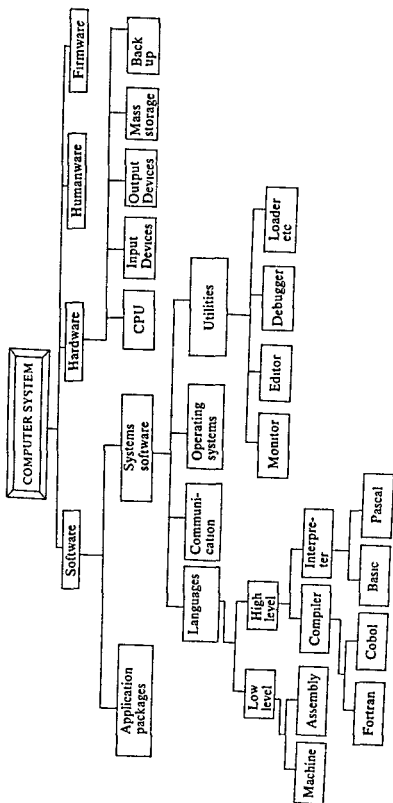 COMPUTER SYSTEM
Software
Hardware
Humanware
Firmware
Application
packages
Systems
software
CPU
Input
Devices
Output
Devices
Mass
storage
Back
up
Languages
Communi-
cation
Operating
systems
Utilities
Low
level
High
level
Monitor
Editor
Debugger
Loader
etc
Machine
Assembly
Compiler
Interpre-
ter
Fortran
Cobol
Basic
Pascal